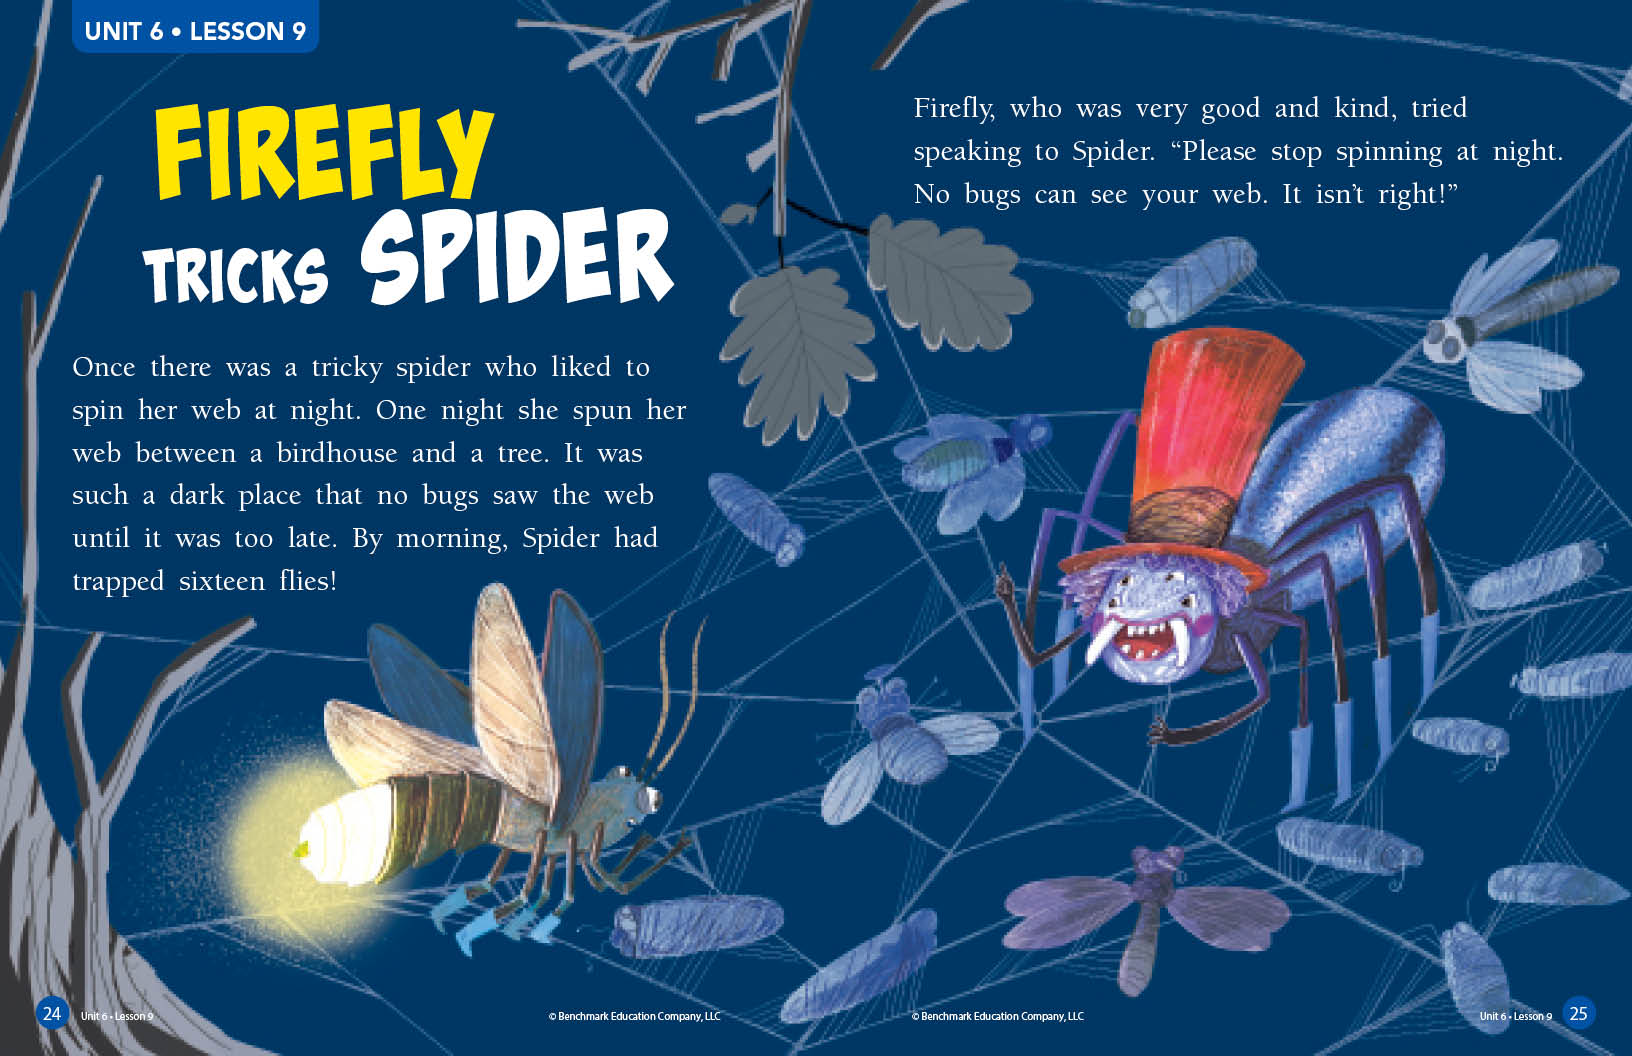 UNIT 6 • LESSON 9
FIREFLY
TRICKS SPIDER
Once there was a tricky spider who liked to
spin her web at night. One night she spun her
web between a birdhouse and a tree. It was
such a dark place that no bugs saw the web
until it was too late. By morning, Spider had
trapped sixteen flies!
24
Unit 6 • Lesson 9
© Benchmark Education Company, LLC
Firefly, who was very good and kind, tried
speaking to Spider. “Please stop spinning at night.
No bugs can see your web. It isn’t right!”
© Benchmark Education Company, LLC
Unit 6 • Lesson 9
25